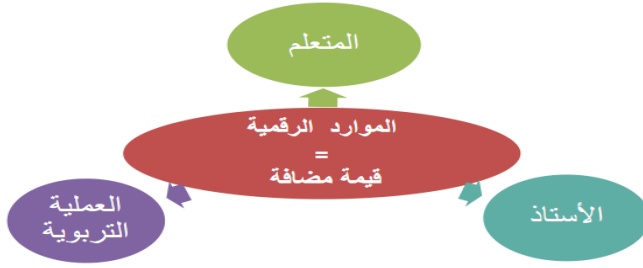 المتعلم
الموارد الرقمية
=
قيمة مضافة
العملية
التربوية
الأستاذ